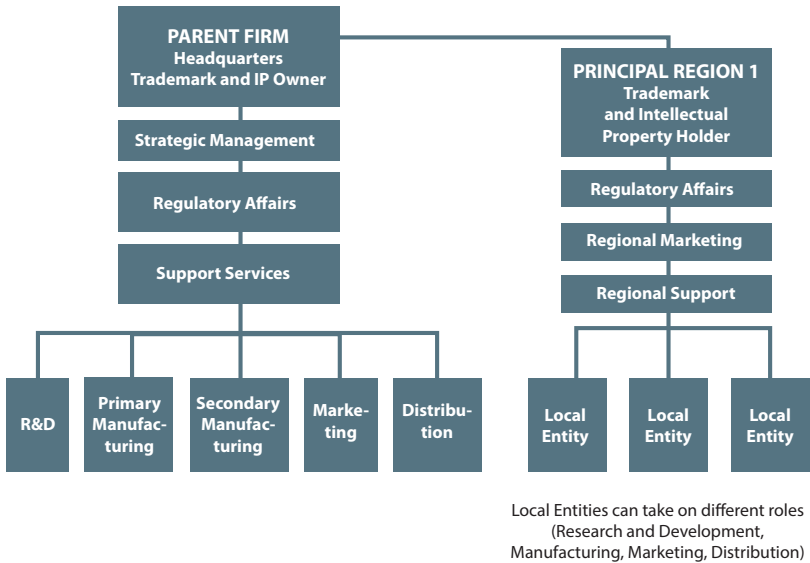 PARENT FIRM
Headquarters
Trademark and IP Owner
Strategic Management
Regulatory Affairs
Support Services
R&D
Primary
Manufac-
turing
Secondary
Manufac-
turing
Marke-
ting
Distribu-
tion
PRINCIPAL REGION 1
Trademark
and Intellectual
Property Holder
Regulatory Affairs
Regional Marketing
Regional Support
Local
Entity
Local
Entity
Local
Entity
Local Entities can take on different roles
(Research and Development,
Manufacturing, Marketing, Distribution)